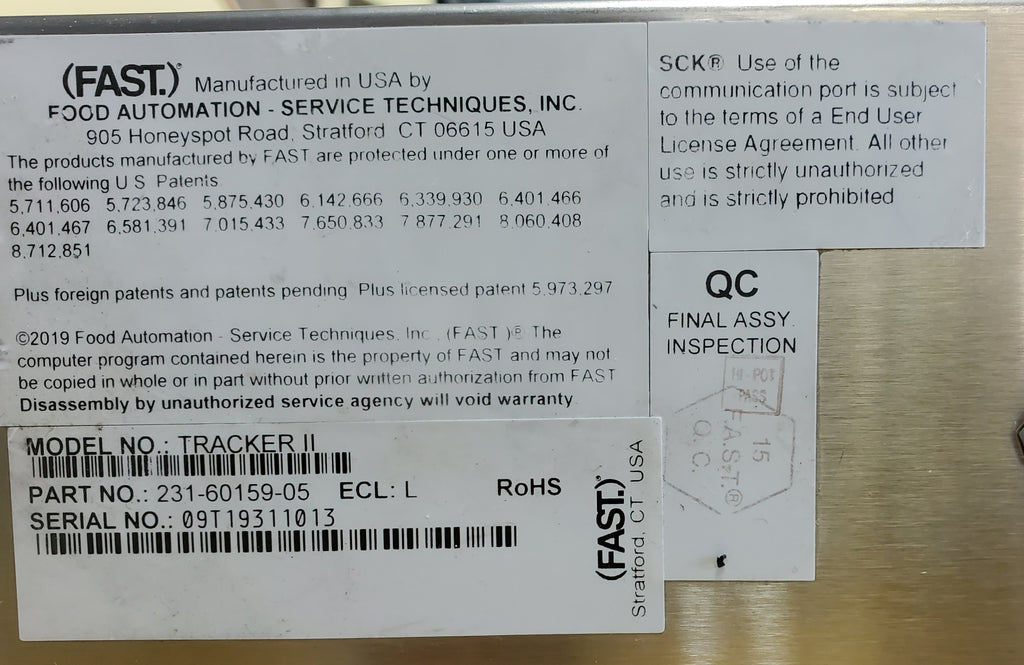 (FAST.)® Manufactured in USA by
FOOD AUTOMATION - SERVICE TECHNIQUES, INC.
905 Honeyspot Road, Stratford CT 06615 USA
The products manufactured by FAST are protected under one or more of
the following U S Patents
5,711,606 5,723,846 5,875,430 6,142,666 6,339,930 6,401,466
6,401,467 6,581,391 7,015,433 7,650,833 7,877,291 8,060,408
8,712,851
Plus foreign patents and patents pending Plus licensed patent 5,973,297
©2019 Food Automation - Service Techniques, Inc., (FAST )® The
computer program contained herein is the property of FAST and may not
be copied in whole or in part without prior written authorization from FAST
Disassembly by unauthorized service agency will void warranty
SCK® Use of the
communication port is subject
to the terms of a End User
License Agreement. All other
use is strictly unauthorized
and is strictly prohibited
QC
FINAL ASSY.
INSPECTION
HI-POT
PASS
15
F.A.S.T.®
Q.C.
MODEL NO.: TRACKER II
PART NO.: 231-60159-05 ECL: L RoHS
SERIAL NO.: 09T19311013
(FAST.)®
Stratford, CT USA